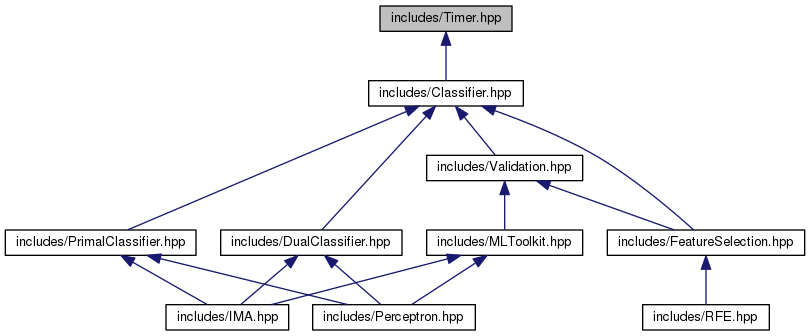 includes/Timer.hpp
includes/Classifier.hpp
includes/Validation.hpp
includes/PrimalClassifier.hpp
includes/DualClassifier.hpp
includes/MLToolkit.hpp
includes/FeatureSelection.hpp
includes/IMA.hpp
includes/Perceptron.hpp
includes/RFE.hpp